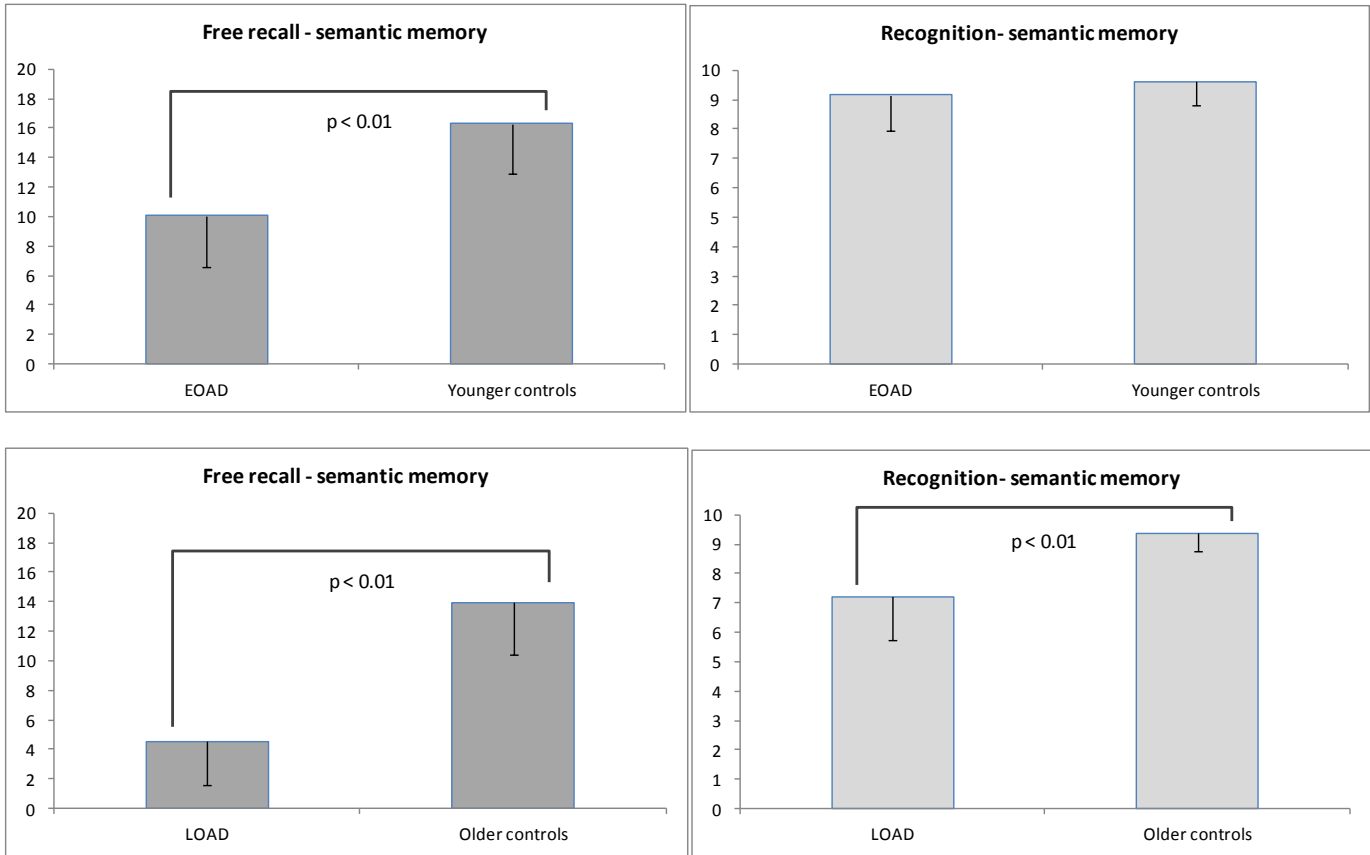 Free recall - semantic memory
20
18
16
14
12
10
8
6
4
2
0
p < 0.01
EOAD
Younger controls
Recognition- semantic memory
10
9
8
7
6
5
4
3
2
1
0
EOAD
Younger controls
Free recall - semantic memory
20
18
16
14
12
10
8
6
4
2
0
p < 0.01
LOAD
Older controls
Recognition- semantic memory
10
9
8
7
6
5
4
3
2
1
0
p < 0.01
LOAD
Older controls